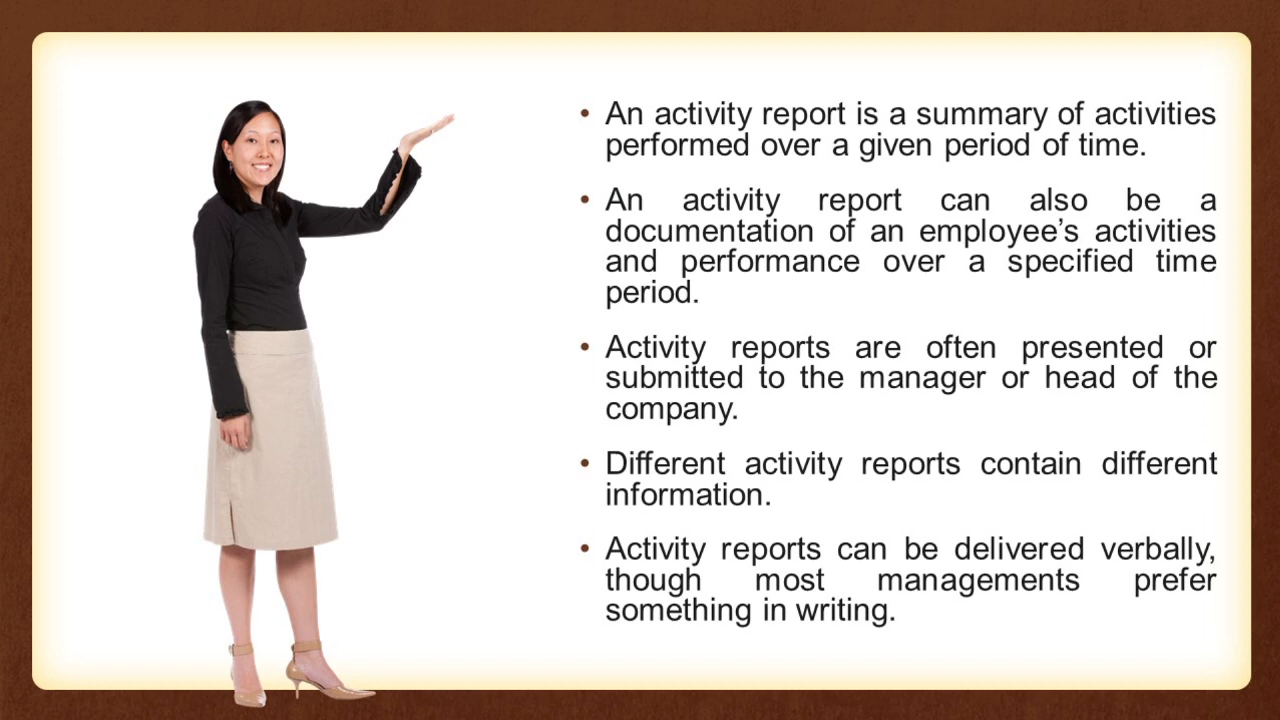 • An activity report is a summary of activities
performed over a given period of time.
• An activity report can also be a
documentation of an employee’s activities
and performance over a specified time
period.
• Activity reports are often presented or
submitted to the manager or head of the
company.
• Different activity reports contain different
information.
• Activity reports can be delivered verbally,
though most managements prefer
something in writing.